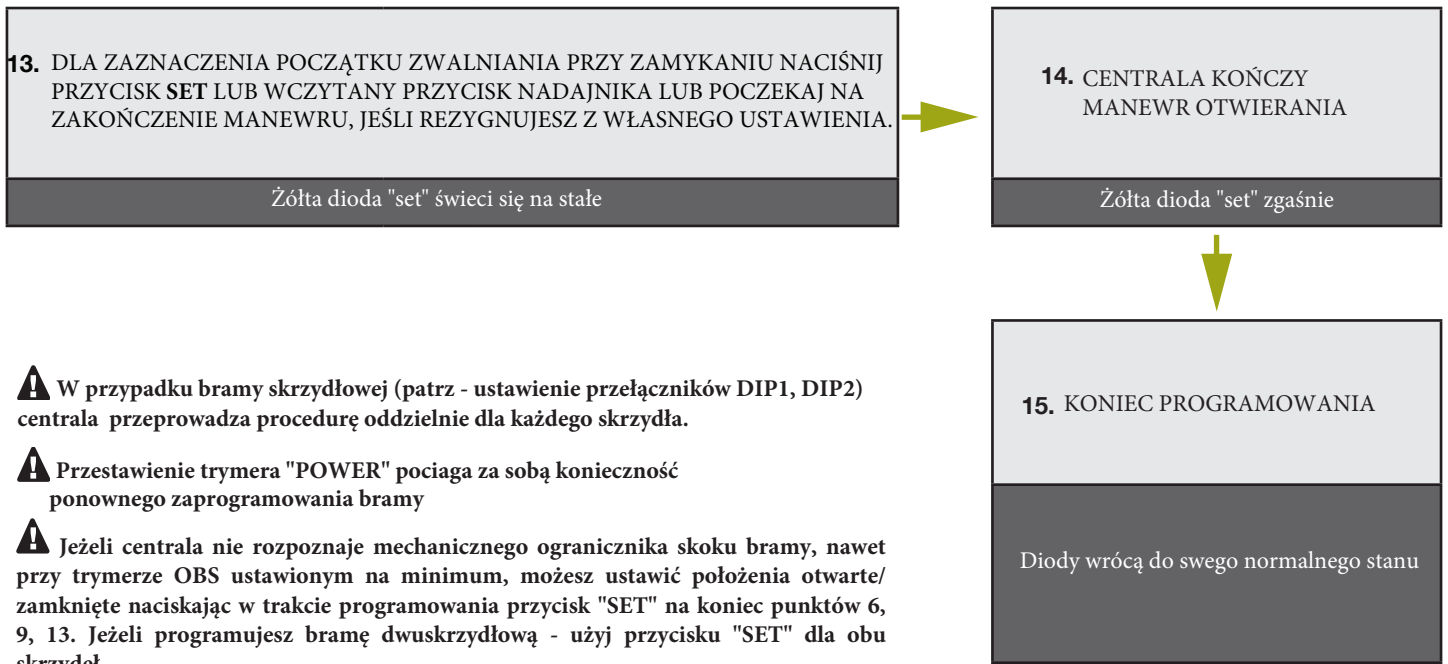 13. DLA ZAZNACZENIA POCZĄTKU ZWALNIANIA PRZY ZAMYKANIU NACIŚNIJ
PRZYCISK SET LUB WCZYTANY PRZYCISK NADAJNIKA LUB POCZEKAJ NA
ZAKOŃCZENIE MANEWRU, JEŚLI REZYGNUJESZ Z WŁASNEGO USTAWIENIA.
Żółta dioda "set" świeci się na stałe
14. CENTRALA KOŃCZY
MANEWR OTWIERANIA
Żółta dioda "set" zgaśnie
15. KONIEC PROGRAMOWANIA
Diody wrócą do swego normalnego stanu
W przypadku bramy skrzydłowej (patrz - ustawienie przełączników DIP1, DIP2)
centrala przeprowadza procedurę oddzielnie dla każdego skrzydła.
Przestawienie trymera "POWER" pociaga za sobą konieczność
ponownego zaprogramowania bramy
Jeżeli centrala nie rozpoznaje mechanicznego ogranicznika skoku bramy, nawet
przy trymerze OBS ustawionym na minimum, możesz ustawić położenia otwarte/
zamknięte naciskając w trakcie programowania przycisk "SET" na koniec punktów 6,
9, 13. Jeżeli programujesz bramę dwuskrzydłową - użyj przycisku "SET" dla obu
skrzydeł